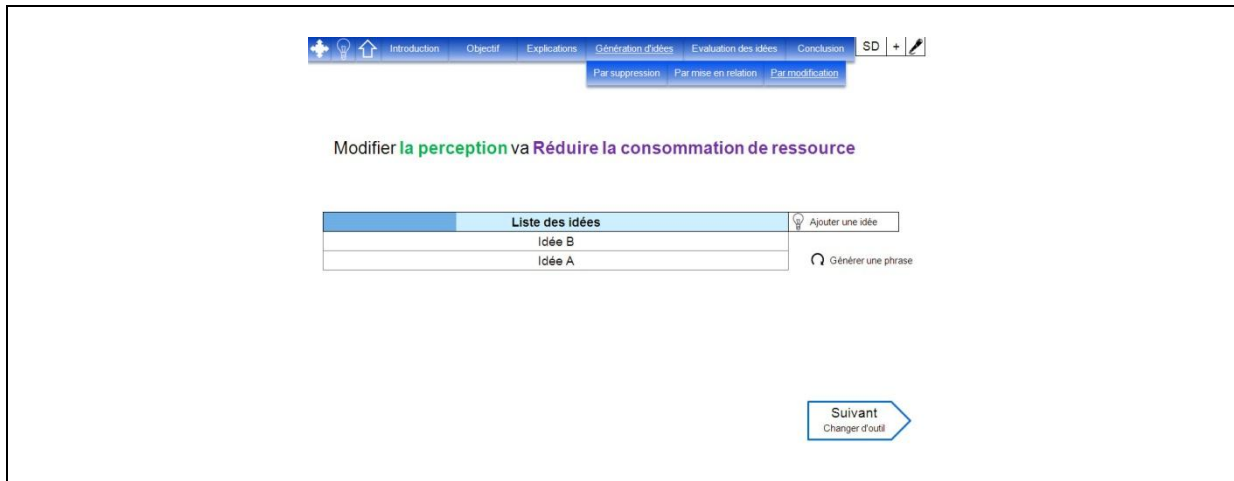 Introduction Objectif Explications Génération d'idées Evaluation des idées Conclusion SD +
Par suppression Par mise en relation Par modification
Modifier la perception va Réduire la consommation de ressource
Liste des idées Ajouter une idée
Idée B
Idée A Générer une phrase
Suivant
Changer d'outil